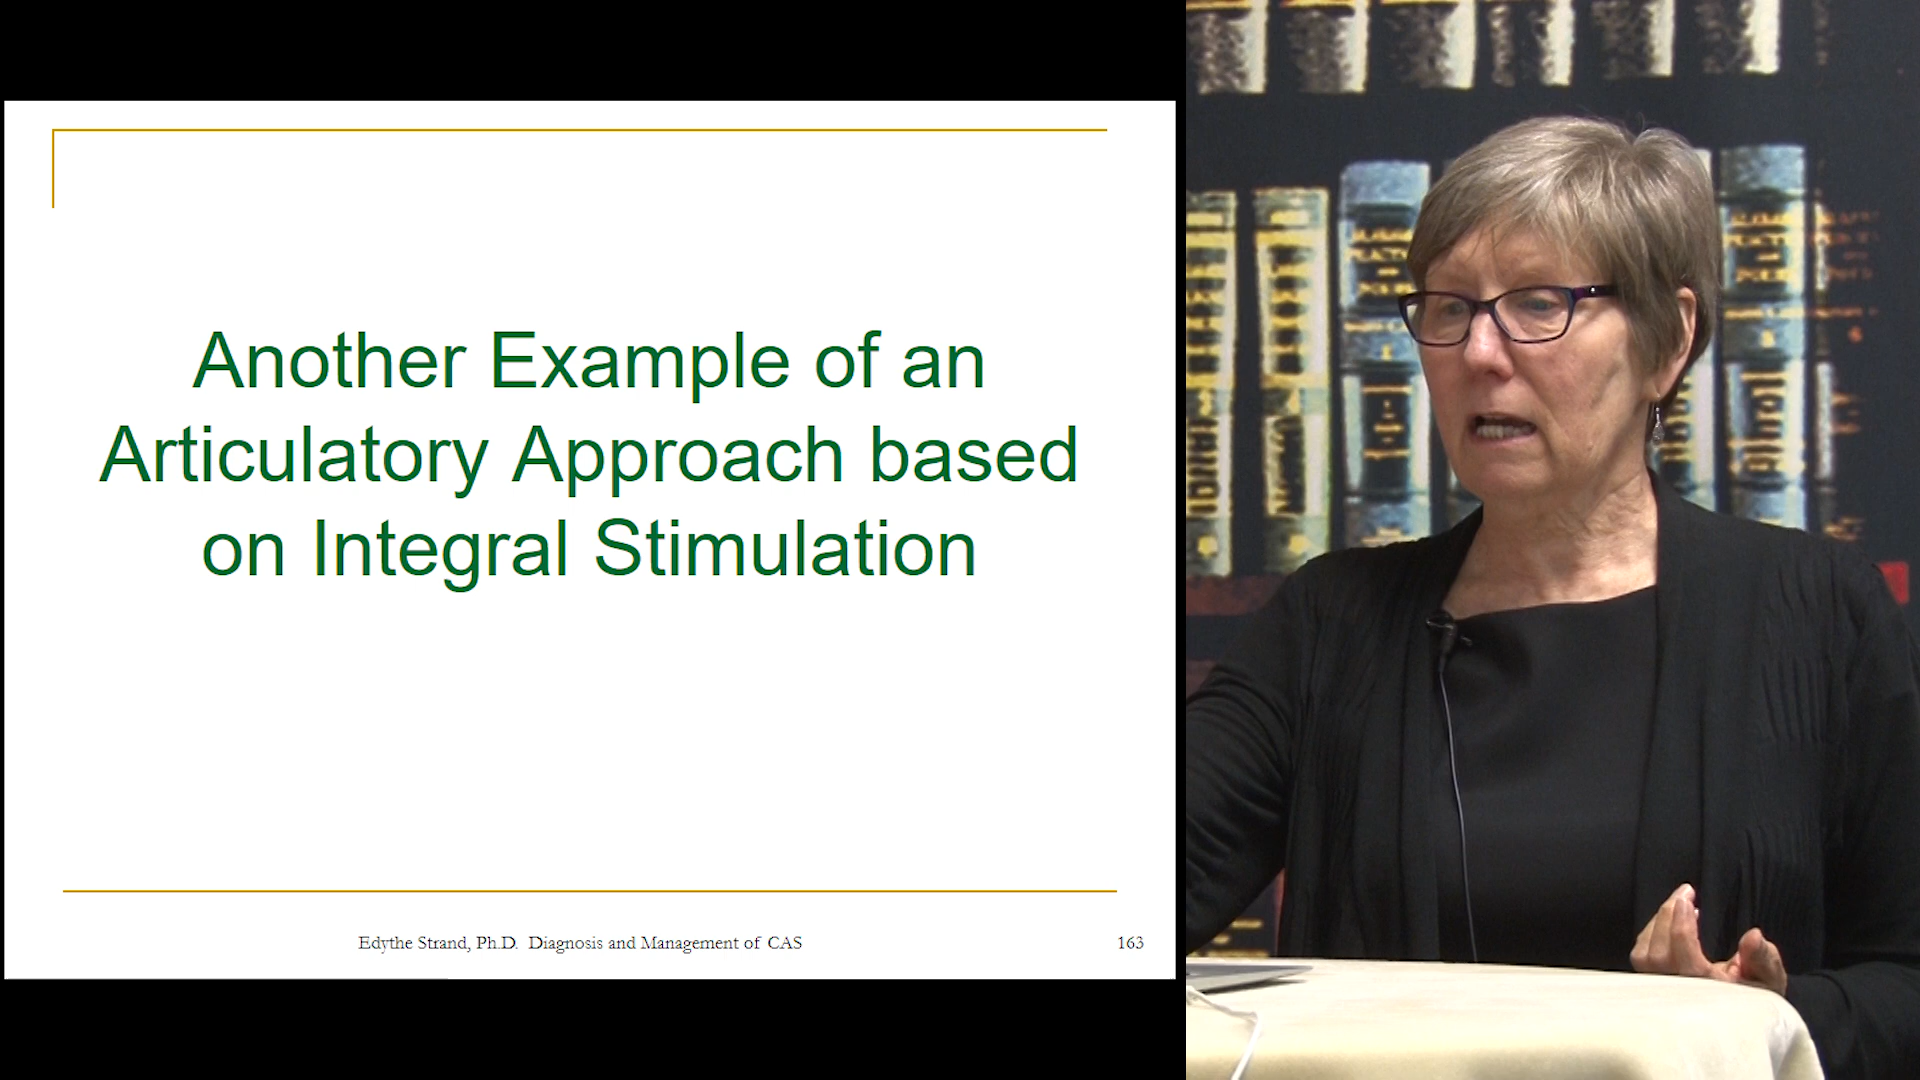 Another Example of an
Articulatory Approach based
on Integral Stimulation
Edythe Strand, Ph.D. Diagnosis and Management of CAS
163